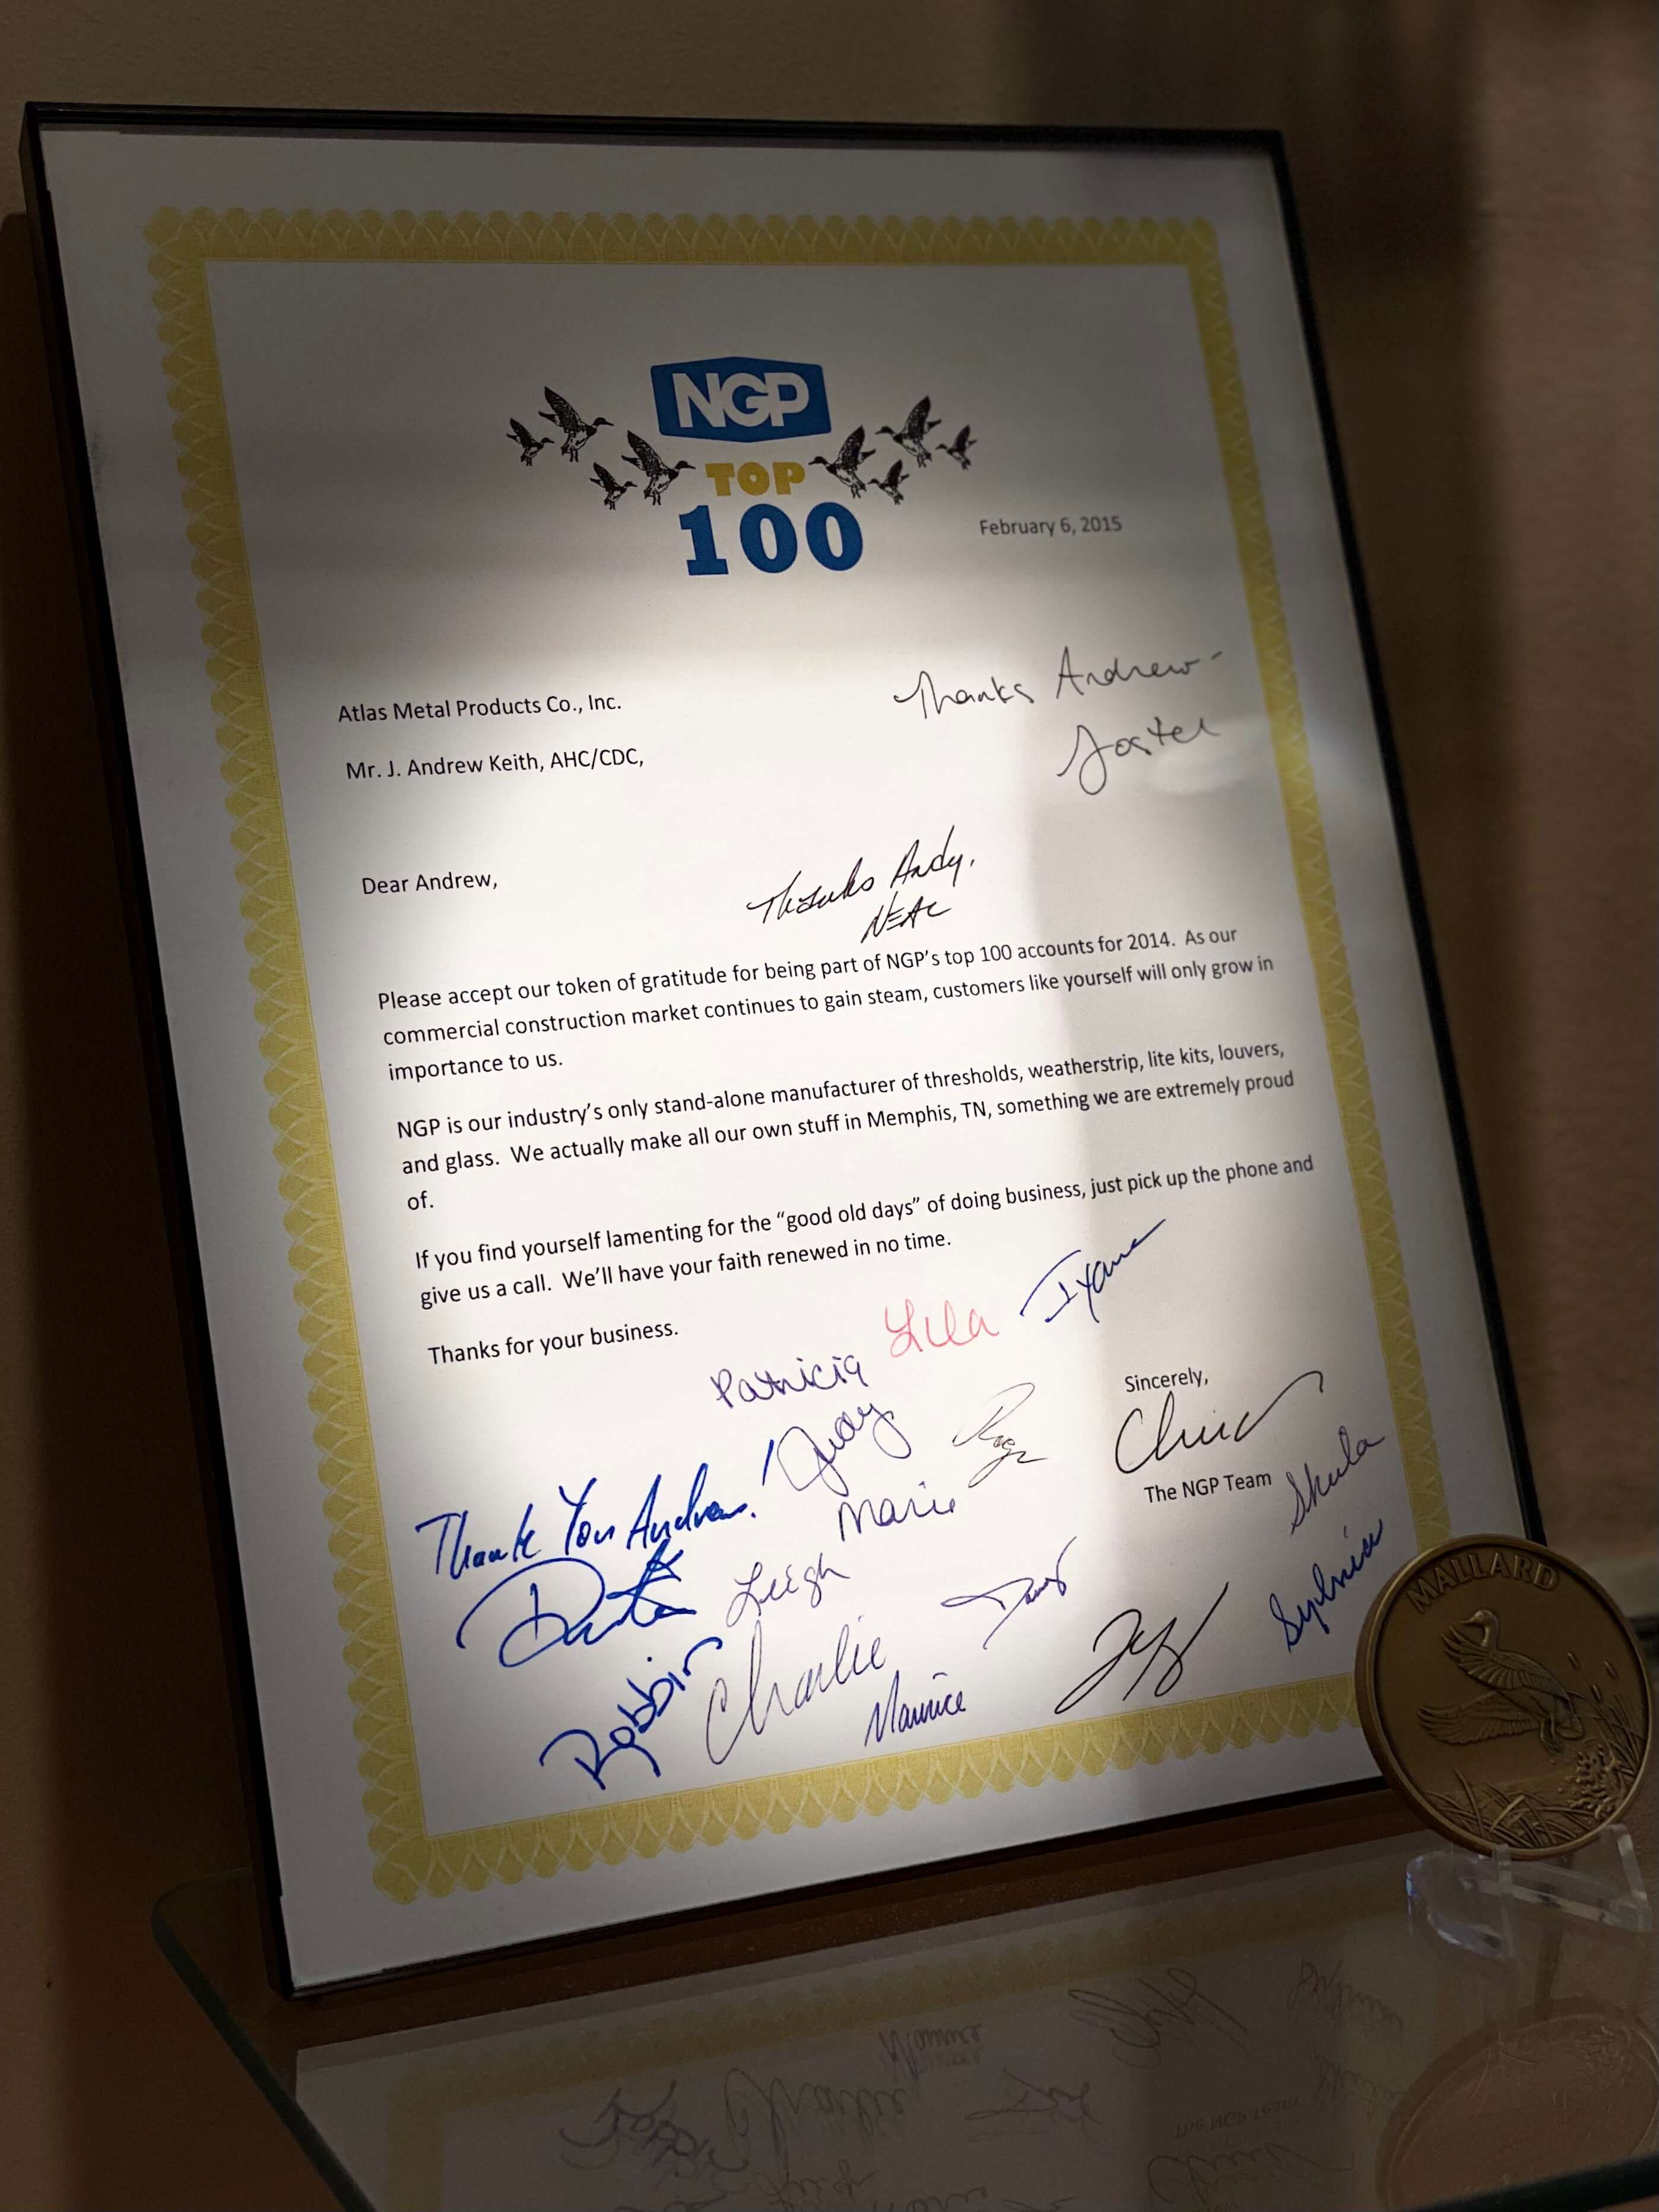 NGP
TOP
100
February 6, 2015
Atlas Metal Products Co., Inc.
Thanks Andrew-
Mr. J. Andrew Keith, AHC/CDC,
Dear Andrew,
Thanks Andy.
NEAL
Please accept our token of gratitude for being part of NGP's top 100 accounts for 2014. As our
commercial construction market continues to gain steam, customers like yourself will only grow in
importance to us.
NGP is our industry's only stand-alone manufacturer of thresholds, weatherstrip, lite kits, louvers,
and glass. We actually make all our own stuff in Memphis, TN, something we are extremely proud
of.
If you find yourself lamenting for the “good old days” of doing business, just pick up the phone and
give us a call. We'll have your faith renewed in no time.
Thanks for your business.
Lila
Patricia
Judy
Sincerely,
The NGP Team
Thank You Andrew!
Marie
Leigh
Robbin
Charlie
Maurice
Sylvia
MALLARD